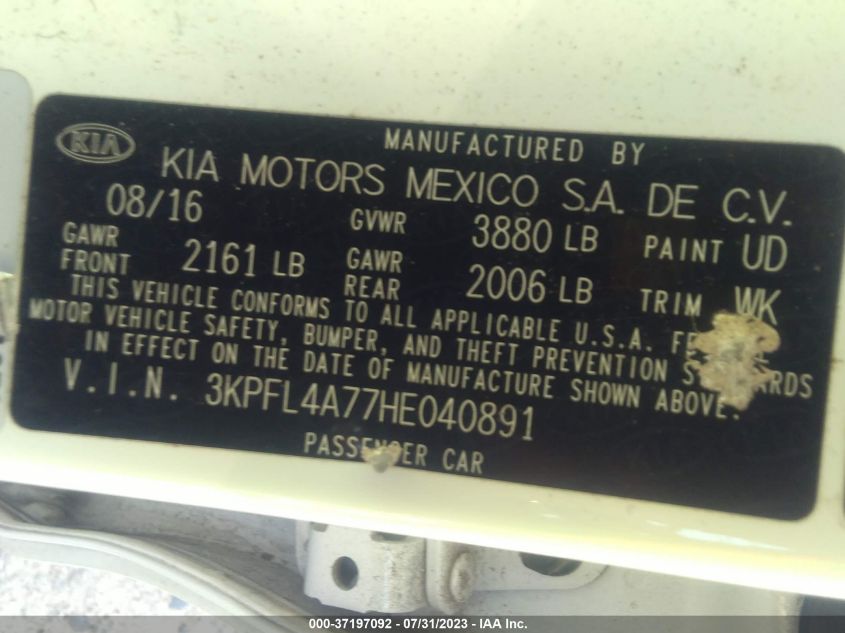 KIA
MANUFACTURED BY
KIA MOTORS MEXICO S.A. DE C.V.
08/16 GVWR 3880 LB PAINT UD
GAWR FRONT 2161 LB GAWR REAR 2006 LB TRIM WK
THIS VEHICLE CONFORMS TO ALL APPLICABLE U.S.A.
MOTOR VEHICLE SAFETY, BUMPER, AND THEFT PREVENTION
IN EFFECT ON THE DATE OF MANUFACTURE SHOWN ABOVE.
V.I.N. 3KPFL4A77HE040891
PASSENGER CAR
000-37197092 - 07/31/2023 - IAA Inc.